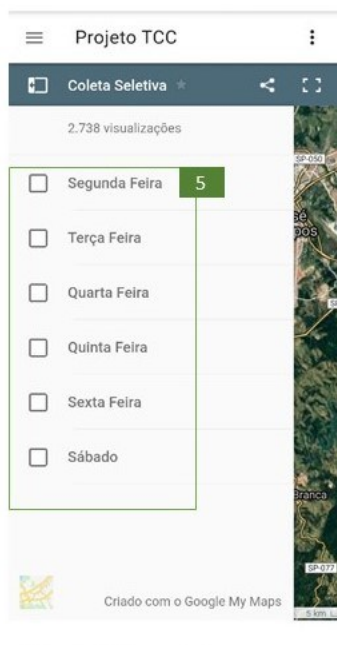 Projeto TCC
Coleta Seletiva
2.738 visualizações
SP-050
Segunda Feira 5
Terça Feira
Quarta Feira
Quinta Feira
Sexta Feira
Sábado
Branca
SP-077
Criado com o Google My Maps
5 km